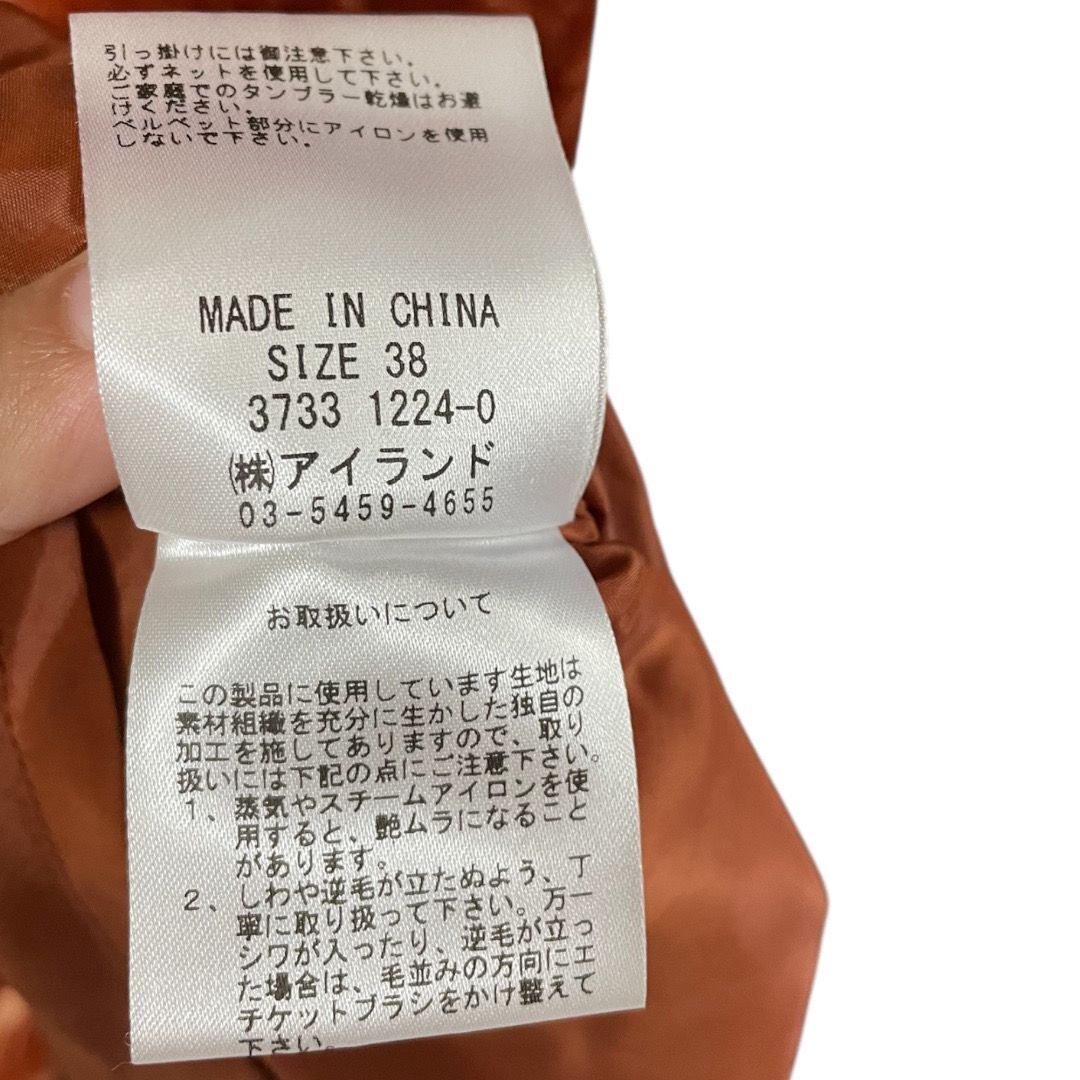 引っ掛けには御注意下さい。
必ずネットを使用して下さい。
ご家庭でのタンブラー乾燥はお避
けください。
ベルベット部分にアイロンを使用
しないで下さい。
MADE IN CHINA
SIZE 38
3733 1224-0
㈱アイランド
03-5459-4655
お取扱いについて
この製品に使用しています生地は
素材組織を充分に生かした独自の
加工を施してありますので、取り
扱いには下記の点にご注意下さい。
1、蒸気やスチームアイロンを使
用すると、艶ムラになること
があります。
2、しわや逆毛が立たぬよう、丁
寧に取り扱って下さい。万一
シワが入ったり、逆毛が立っ
た場合は、毛並みの方向にエ
チケットブラシをかけ整えて
下さい。